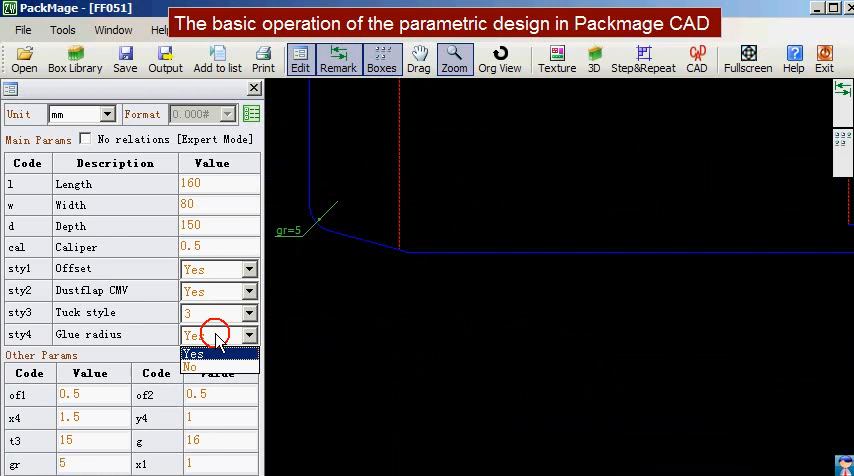 PackMage - [FF051]
The basic operation of the parametric design in Packmage CAD
File Tools Window Help
Open Box Library Save Output Add to list Print Edit Remark Boxes Drag Zoom Org View Texture 3D Step&Repeat CAD Fullscreen Help Exit
Unit mm Format 0.000#
Main Params No relations [Expert Mode]
Code Description Value
l Length 160
w Width 80
d Depth 150
cal Caliper 0.5
sty1 Offset Yes
sty2 Dustflap CMV Yes
sty3 Tuck style 3
sty4 Glue radius Yes
Yes
No
Other Params
Code Value Code Value
of1 0.5 of2 0.5
x4 1.5 y4 1
t3 15 g 16
gr 5 x1 1
gr=5